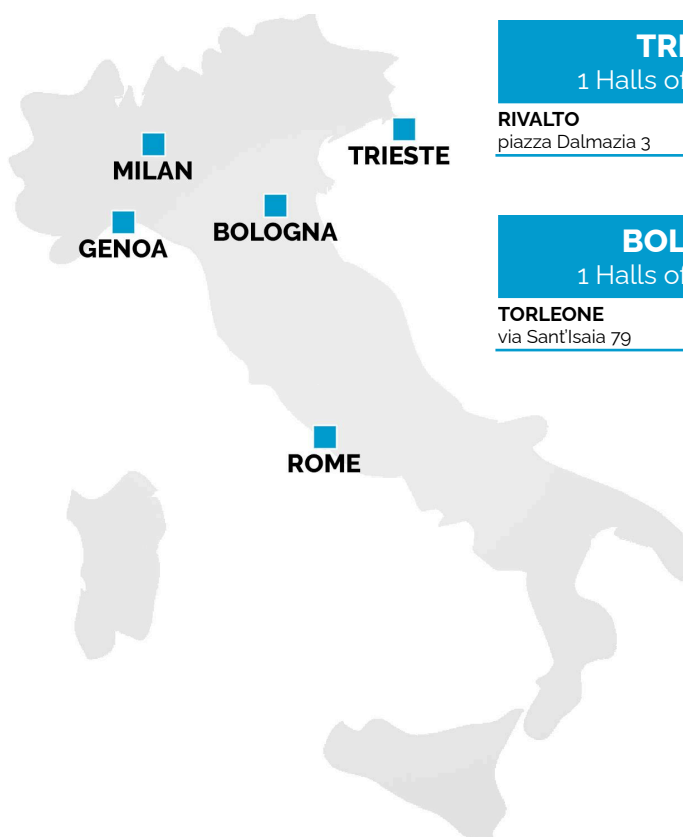 MILAN
TRIESTE
GENOA
BOLOGNA
ROME
TRI
1 Halls of
RIVALTO
piazza Dalmazia 3
BOL
1 Halls of
TORLEONE
via Sant'Isaia 79